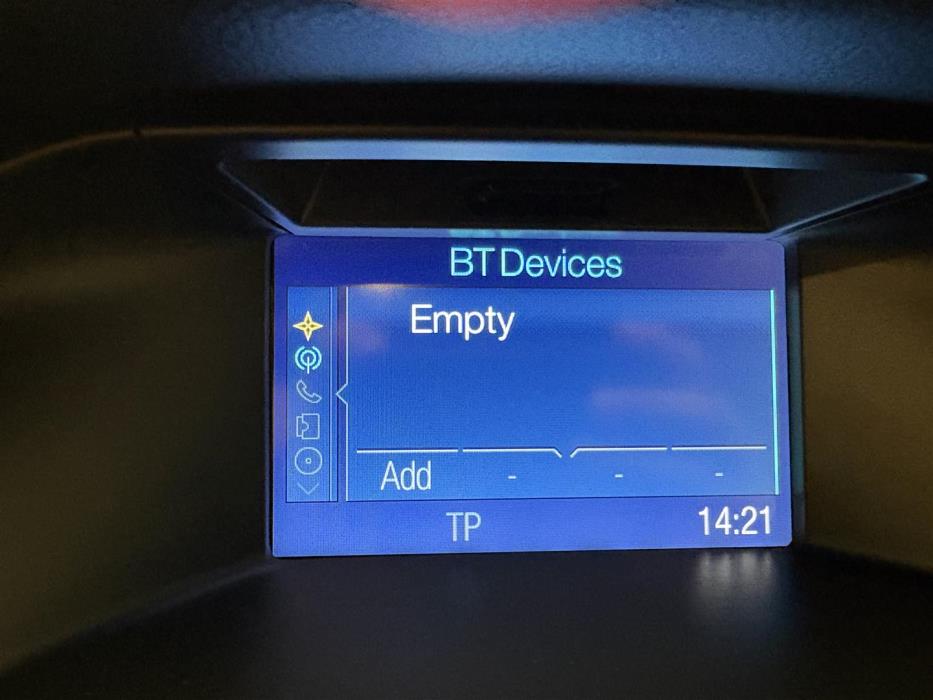 BT Devices
Empty
Add - - -
TP 14:21